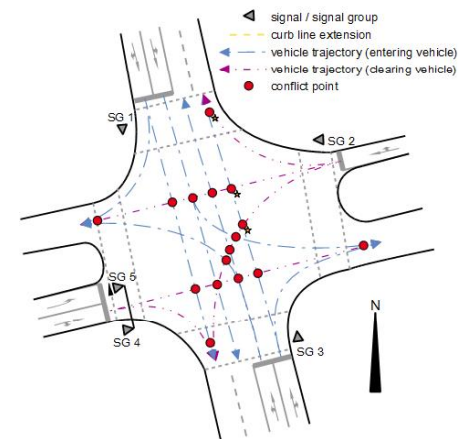 signal / signal group
curb line extension
vehicle trajectory (entering vehicle)
vehicle trajectory (clearing vehicle)
conflict point
SG 1
SG 2
SG 5
N
SG 4
SG 3